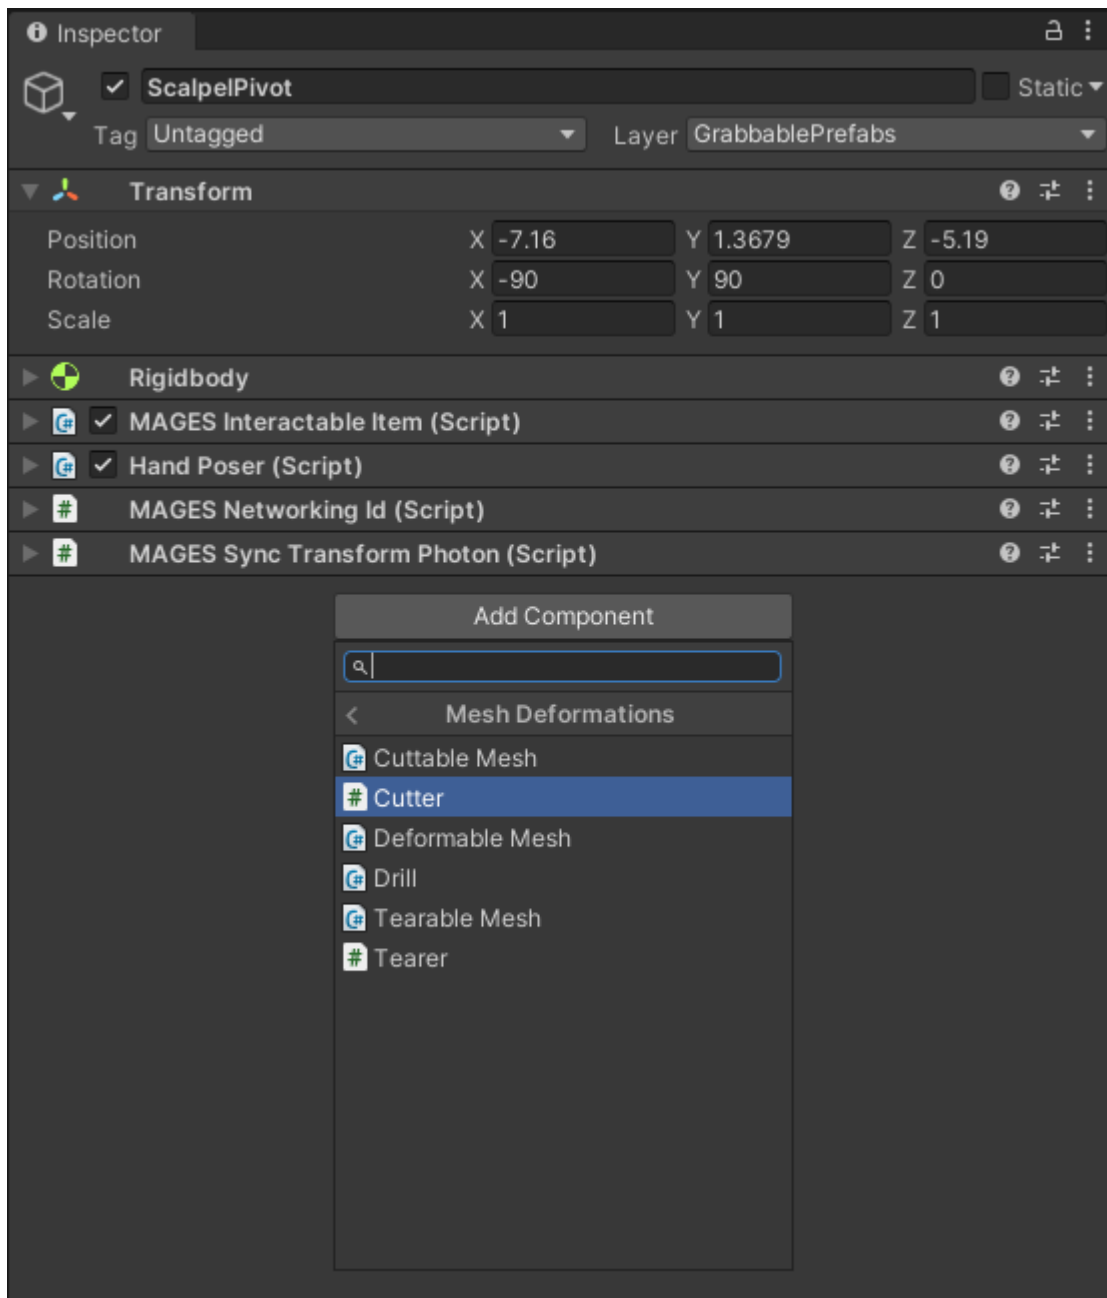 Inspector
ScalpelPivot Static
Tag Untagged Layer GrabbablePrefabs
Transform
Position X -7.16 Y 1.3679 Z -5.19
Rotation X -90 Y 90 Z 0
Scale X 1 Y 1 Z 1
Rigidbody
MAGES Interactable Item (Script)
Hand Poser (Script)
MAGES Networking Id (Script)
MAGES Sync Transform Photon (Script)
Add Component
Mesh Deformations
Cuttable Mesh
Cutter
Deformable Mesh
Drill
Tearable Mesh
Tearer